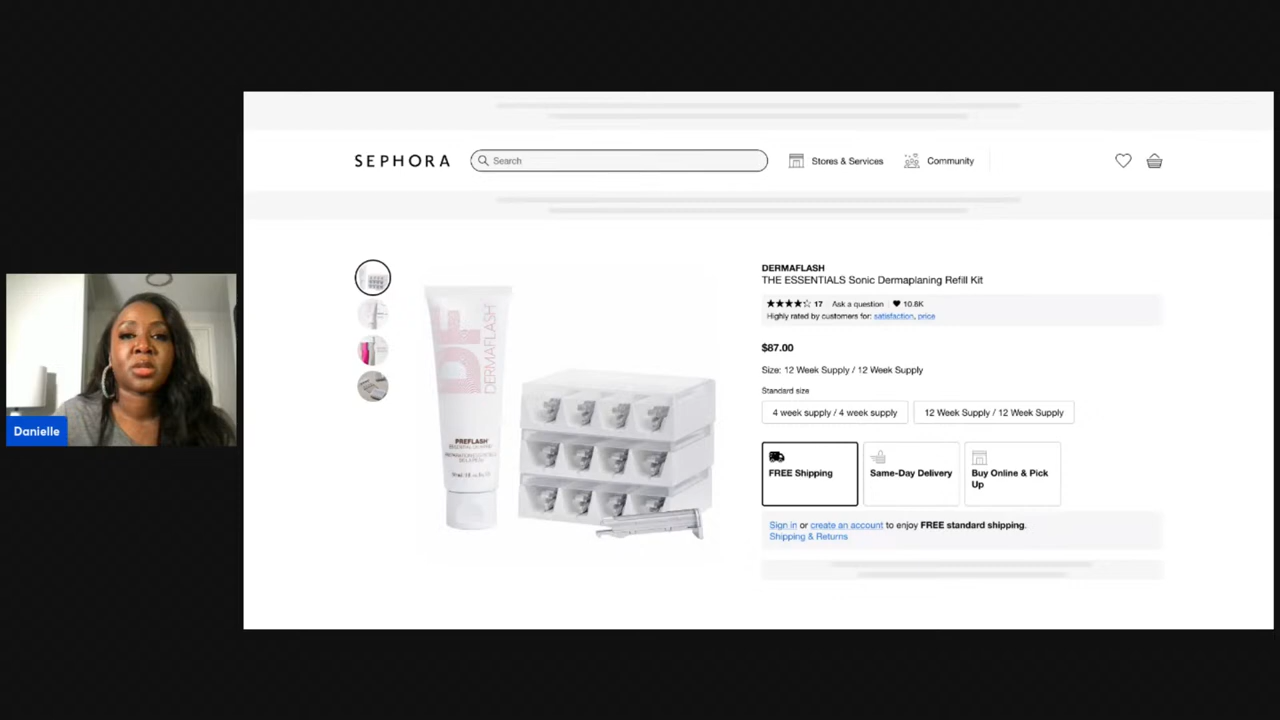 SEPHORA
Search
Stores & Services
Community
DERMAFLASH
THE ESSENTIALS Sonic Dermaplaning Refill Kit
17 Ask a question 10.8K
Highly rated by customers for: satisfaction, price
$87.00
Size: 12 Week Supply / 12 Week Supply
Standard size
4 week supply / 4 week supply
12 Week Supply / 12 Week Supply
FREE Shipping
Same-Day Delivery
Buy Online & Pick
Up
Sign in or create an account to enjoy FREE standard shipping.
Shipping & Returns
DF
DERMAFLASH
PREFLASH
Danielle